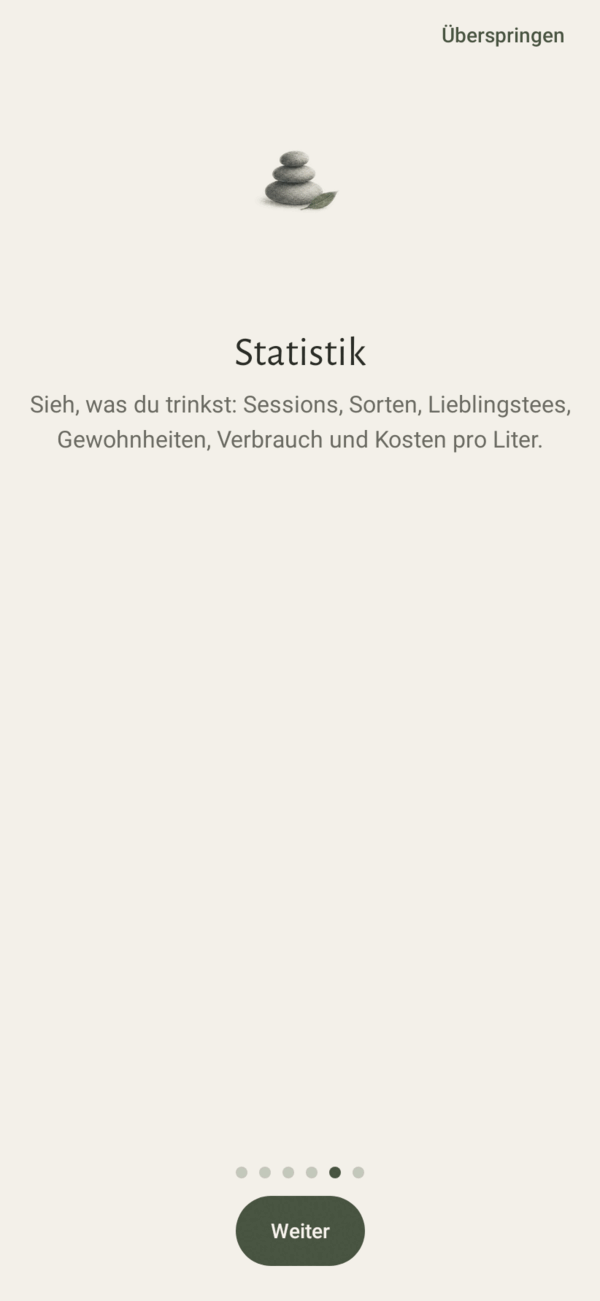 Überspringen
Statistik
Sieh, was du trinkst: Sessions, Sorten, Lieblingstees,
Gewohnheiten, Verbrauch und Kosten pro Liter.
Weiter